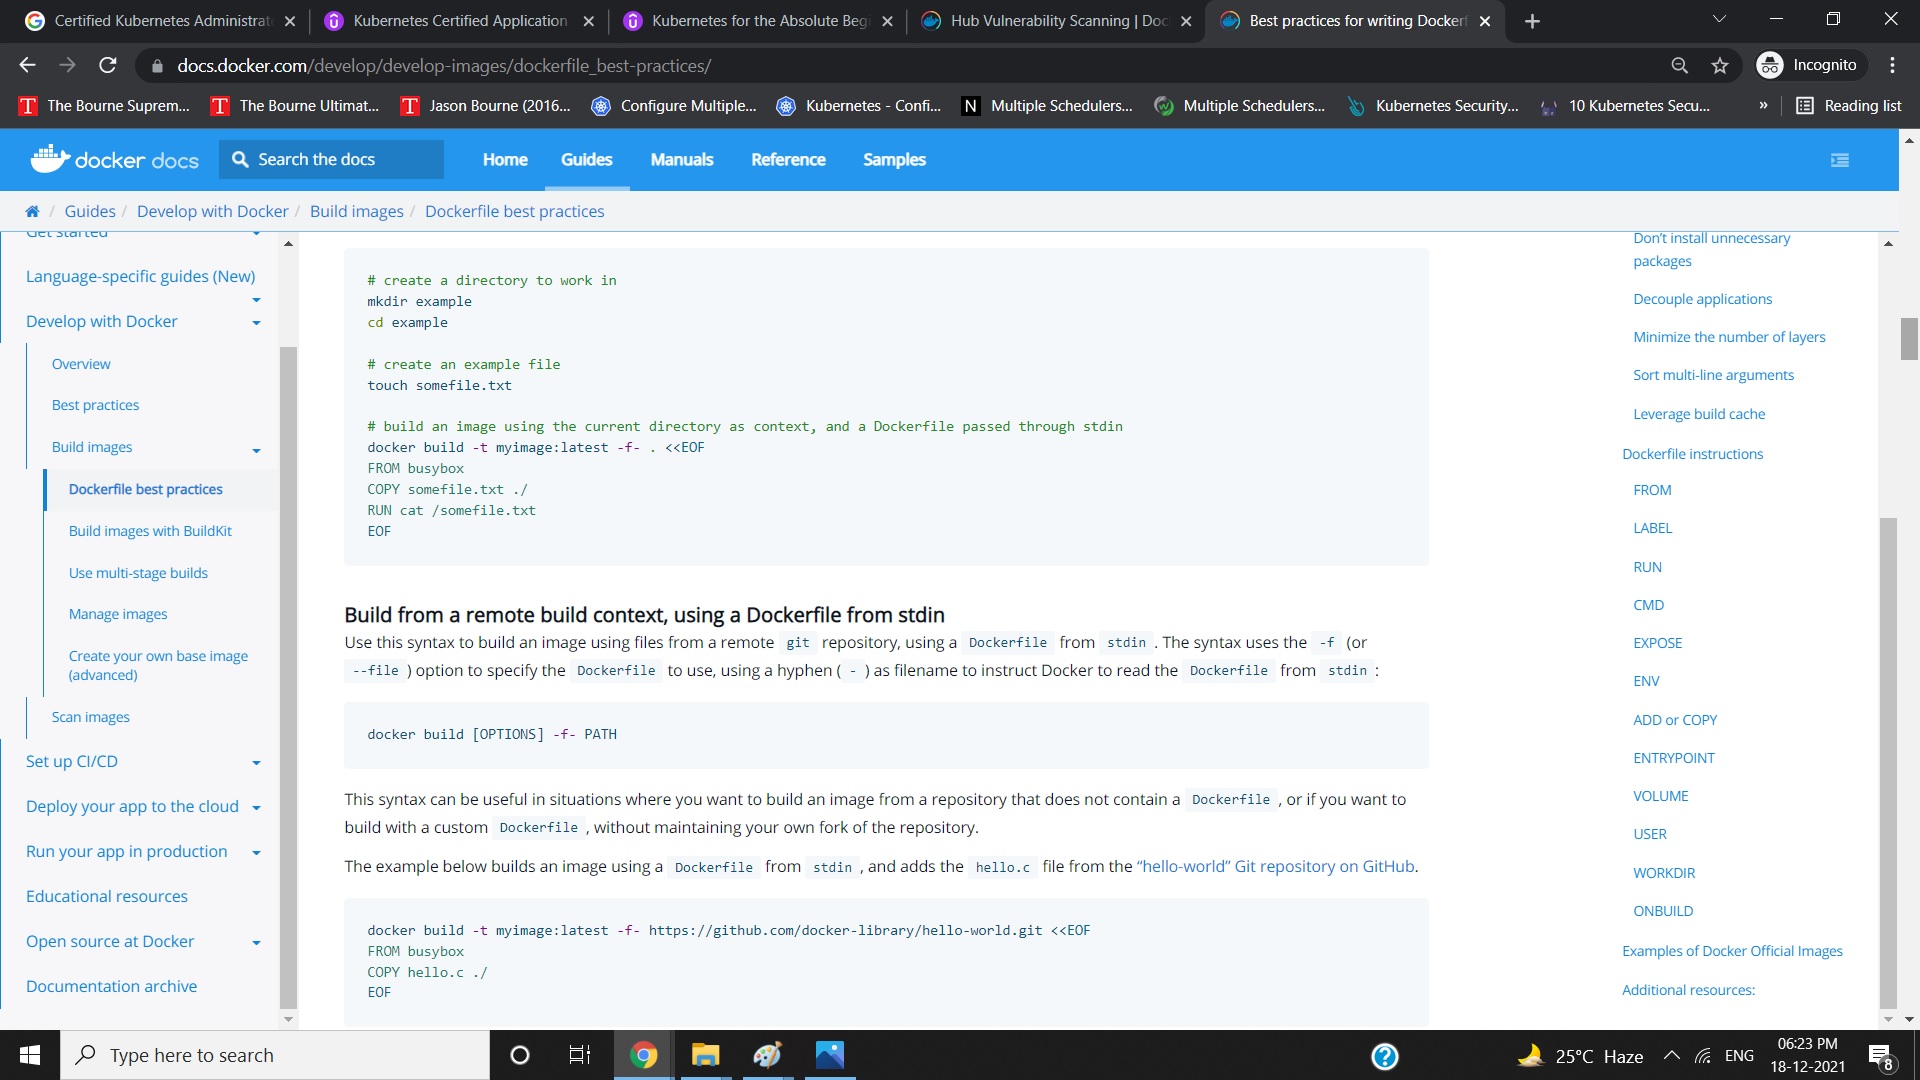 Certified Kubernetes Administrat
Kubernetes Certified Application
Kubernetes for the Absolute Beg
Hub Vulnerability Scanning | Doc
Best practices for writing Dockerf
docs.docker.com/develop/develop-images/dockerfile_best-practices/
Incognito
The Bourne Suprem...
The Bourne Ultimat...
Jason Bourne (2016...
Configure Multiple...
Kubernetes - Confi...
Multiple Schedulers...
Multiple Schedulers...
Kubernetes Security...
10 Kubernetes Secu...
»
Reading list
docker docs
Search the docs
Home
Guides
Manuals
Reference
Samples
/ Guides / Develop with Docker / Build images / Dockerfile best practices
Get started
Language-specific guides (New)
Develop with Docker
Overview
Best practices
Build images
Dockerfile best practices
Build images with BuildKit
Use multi-stage builds
Manage images
Create your own base image
(advanced)
Scan images
Set up CI/CD
Deploy your app to the cloud
Run your app in production
Educational resources
Open source at Docker
Documentation archive
# create a directory to work in
mkdir example
cd example
# create an example file
touch somefile.txt
# build an image using the current directory as context, and a Dockerfile passed through stdin
docker build -t myimage:latest -f- . <<EOF
FROM busybox
COPY somefile.txt ./
RUN cat /somefile.txt
EOF
Build from a remote build context, using a Dockerfile from stdin
Use this syntax to build an image using files from a remote git repository, using a Dockerfile from stdin . The syntax uses the -f (or
--file ) option to specify the Dockerfile to use, using a hyphen ( - ) as filename to instruct Docker to read the Dockerfile from stdin :
docker build [OPTIONS] -f- PATH
This syntax can be useful in situations where you want to build an image from a repository that does not contain a Dockerfile , or if you want to
build with a custom Dockerfile , without maintaining your own fork of the repository.
The example below builds an image using a Dockerfile from stdin , and adds the hello.c file from the “hello-world” Git repository on GitHub.
docker build -t myimage:latest -f- https://github.com/docker-library/hello-world.git <<EOF
FROM busybox
COPY hello.c ./
EOF
Don’t install unnecessary
packages
Decouple applications
Minimize the number of layers
Sort multi-line arguments
Leverage build cache
Dockerfile instructions
FROM
LABEL
RUN
CMD
EXPOSE
ENV
ADD or COPY
ENTRYPOINT
VOLUME
USER
WORKDIR
ONBUILD
Examples of Docker Official Images
Additional resources:
Type here to search
25°C Haze
ENG
06:23 PM
18-12-2021
8